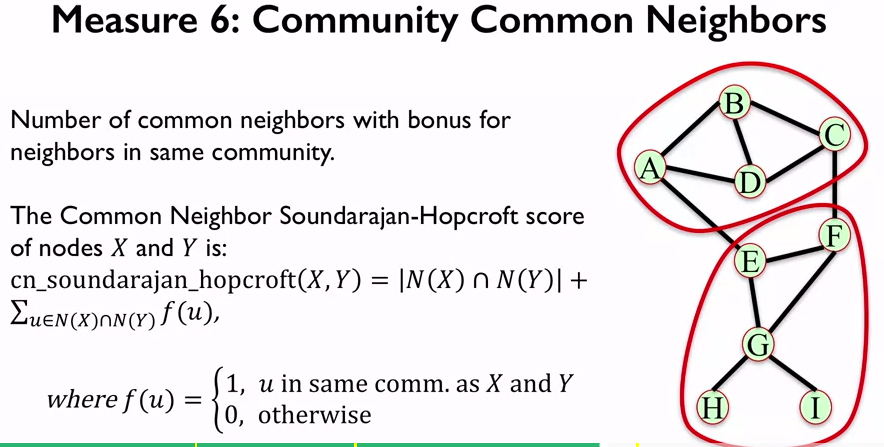 Measure 6: Community Common Neighbors
Number of common neighbors with bonus for
neighbors in same community.
The Common Neighbor Soundarajan-Hopcroft score
of nodes 𝑋 and 𝑌 is:
cn_soundarajan_hopcroft(𝑋, 𝑌) = |𝑁(𝑋) ∩ 𝑁(𝑌)| +
∑𝑢∈𝑁(𝑋)∩𝑁(𝑌) 𝑓(𝑢),
where 𝑓(𝑢) = {1, 𝑢 in same comm. as 𝑋 and 𝑌
0, otherwise
B
C
A
D
F
E
G
H
I